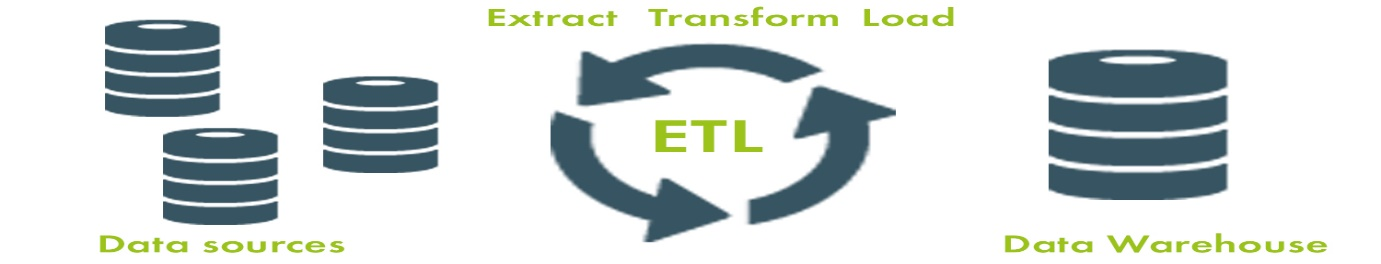 Extract Transform Load
ETL
Data sources
Data Warehouse